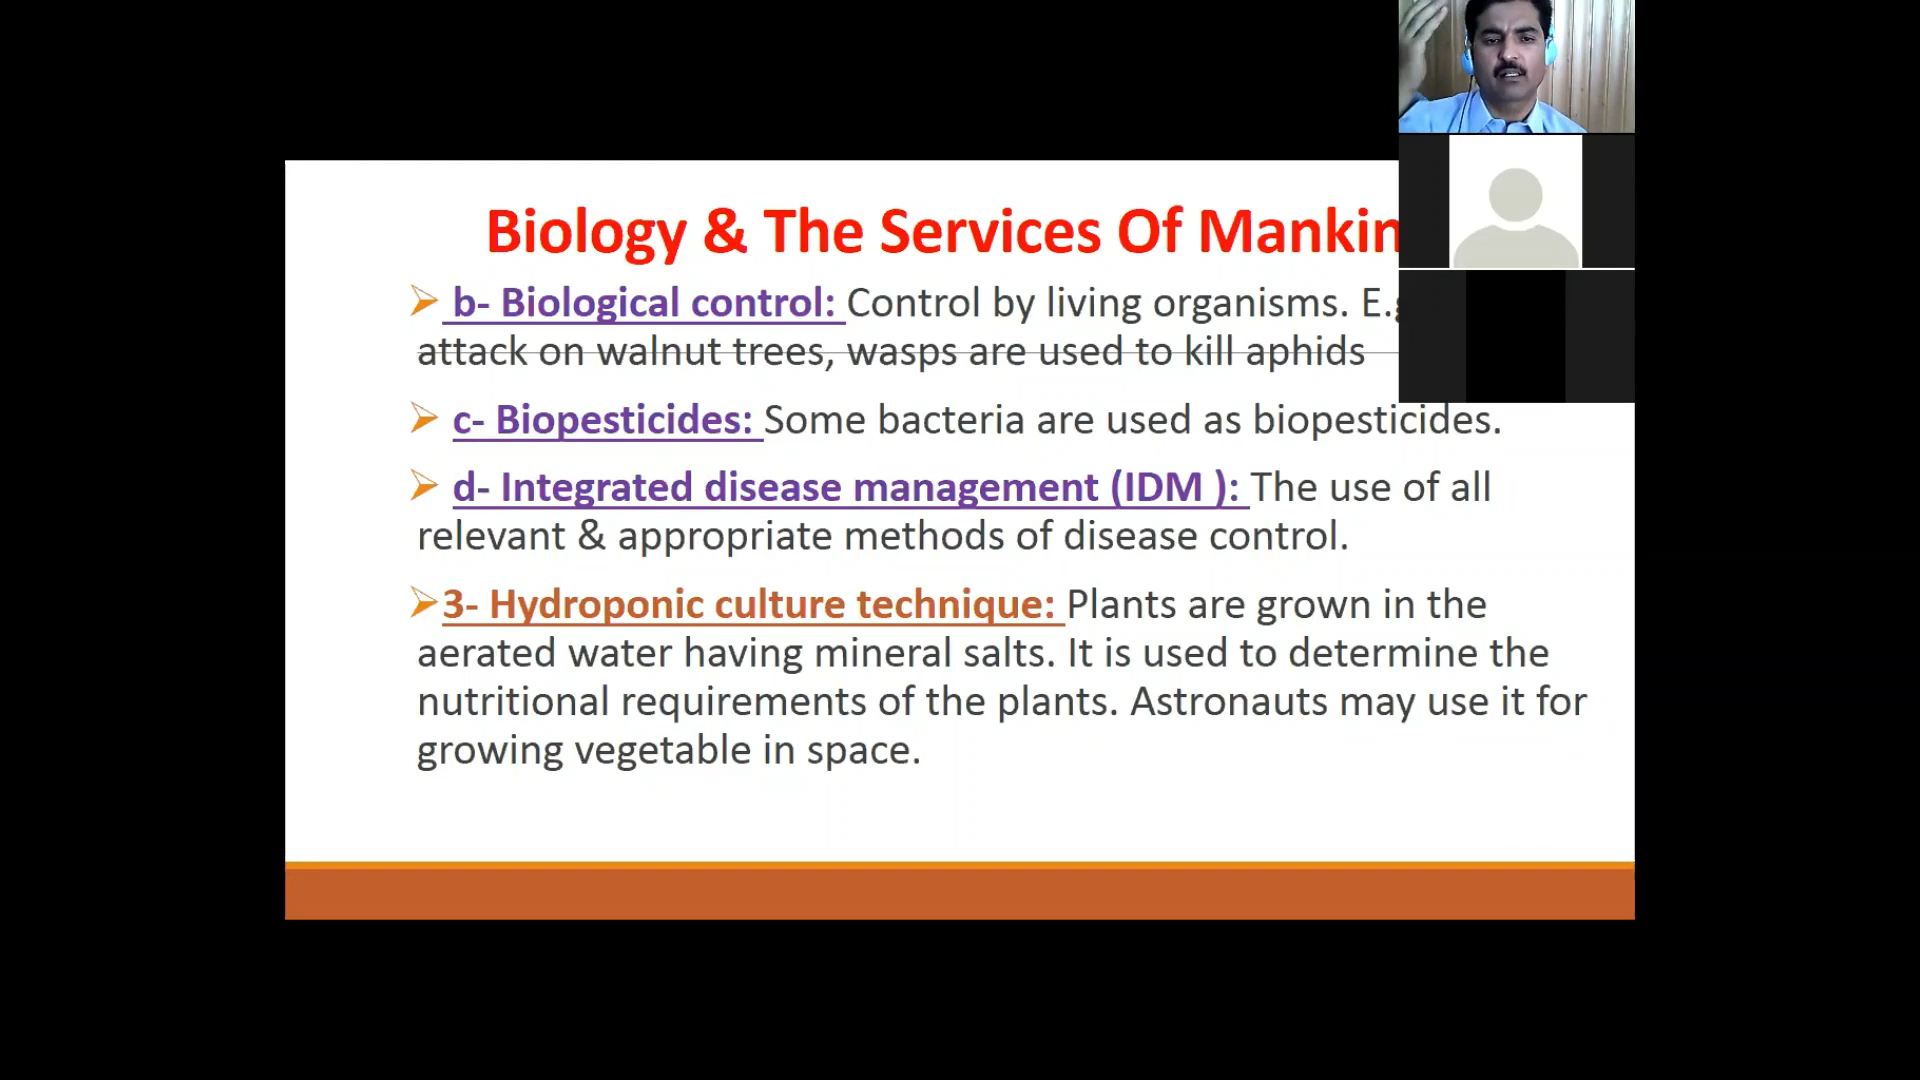 Biology & The Services Of Mankin
b- Biological control: Control by living organisms. E.g
attack on walnut trees, wasps are used to kill aphids
c- Biopesticides: Some bacteria are used as biopesticides.
d- Integrated disease management (IDM ): The use of all
relevant & appropriate methods of disease control.
3- Hydroponic culture technique: Plants are grown in the
aerated water having mineral salts. It is used to determine the
nutritional requirements of the plants. Astronauts may use it for
growing vegetable in space.